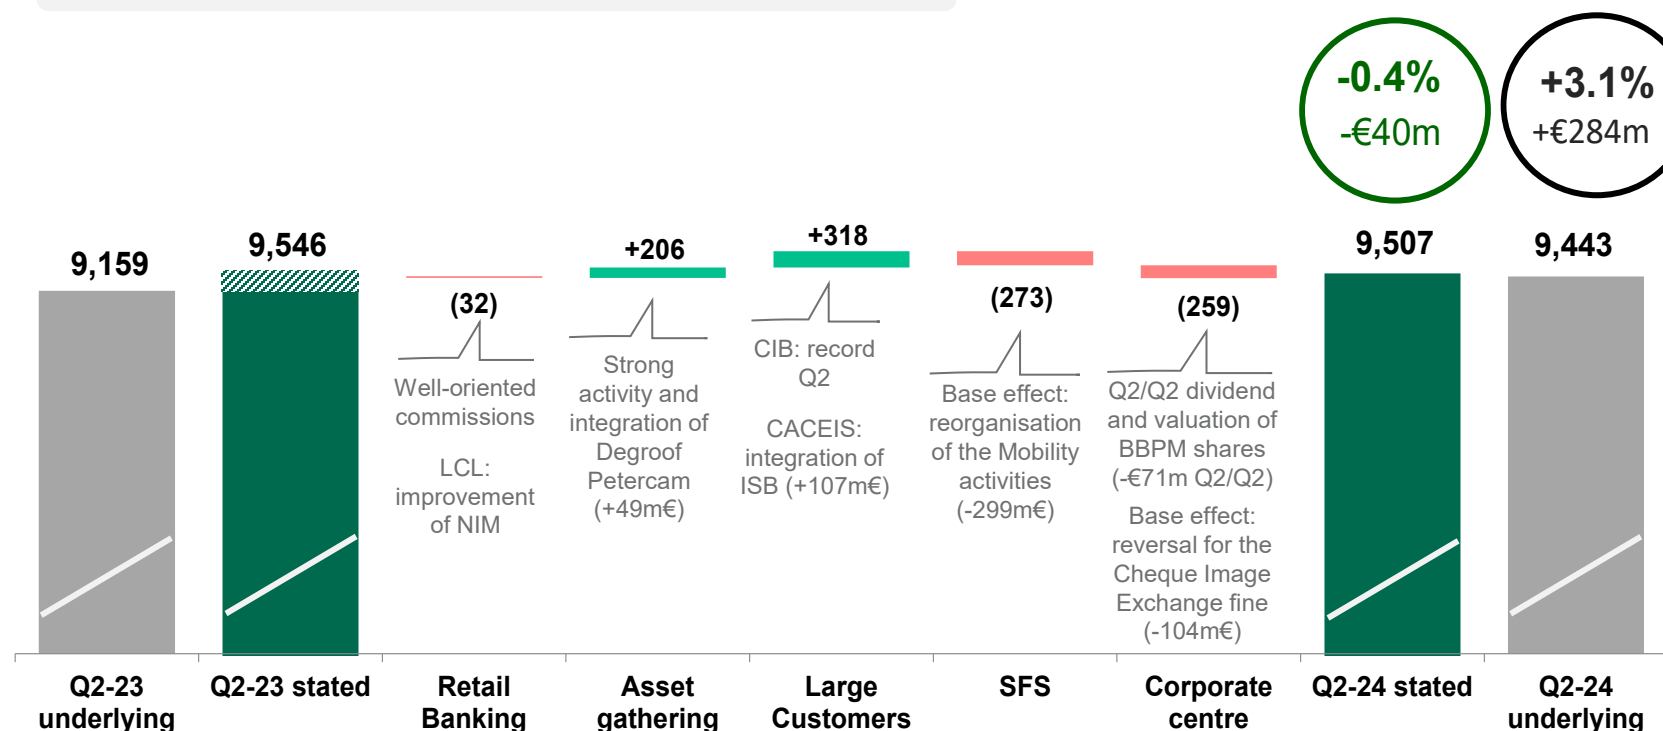 -0.4%
-€40m
+3.1%
+€284m
9,159
9,546
(32)
+206
+318
(273)
(259)
9,507
9,443
Well-oriented
commissions
LCL:
improvement
of NIM
Strong
activity and
integration of
Degroof
Petercam
(+49m€)
CIB: record
Q2
CACEIS:
integration of
ISB (+107m€)
Base effect:
reorganisation
of the Mobility
activities
(-299m€)
Q2/Q2 dividend
and valuation of
BBPM shares
(-€71m Q2/Q2)
Base effect:
reversal for the
Cheque Image
Exchange fine
(-104m€)
Q2-23
underlying
Q2-23 stated
Retail
Banking
Asset
gathering
Large
Customers
SFS
Corporate
centre
Q2-24 stated
Q2-24
underlying